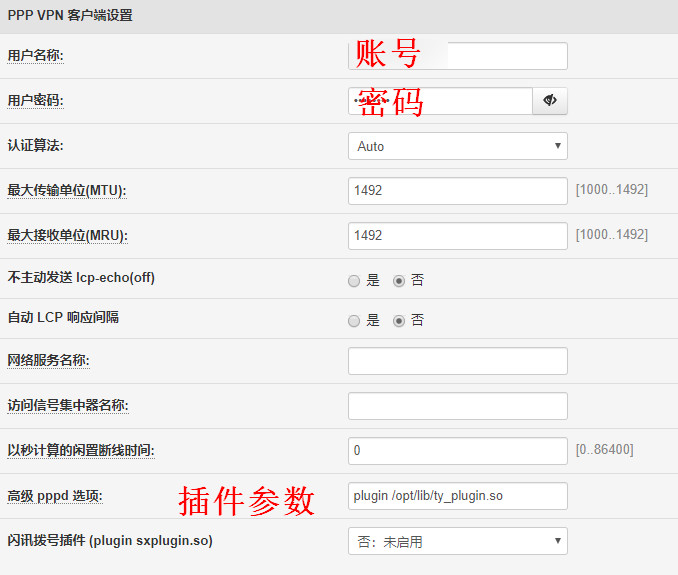 PPP VPN 客户端设置
用户名称: 账号
用户密码: 密码
认证算法: Auto
最大传输单位(MTU): 1492 [1000..1492]
最大接收单位(MRU): 1492 [1000..1492]
不主动发送 lcp-echo(off) 是 否
自动 LCP 响应间隔 是 否
网络服务名称:
访问信号集中器名称:
以秒计算的闲置断线时间: 0 [0..86400]
高级 pppd 选项: 插件参数 plugin /opt/lib/ty_plugin.so
闪讯拨号插件 (plugin sxplugin.so) 否：未启用